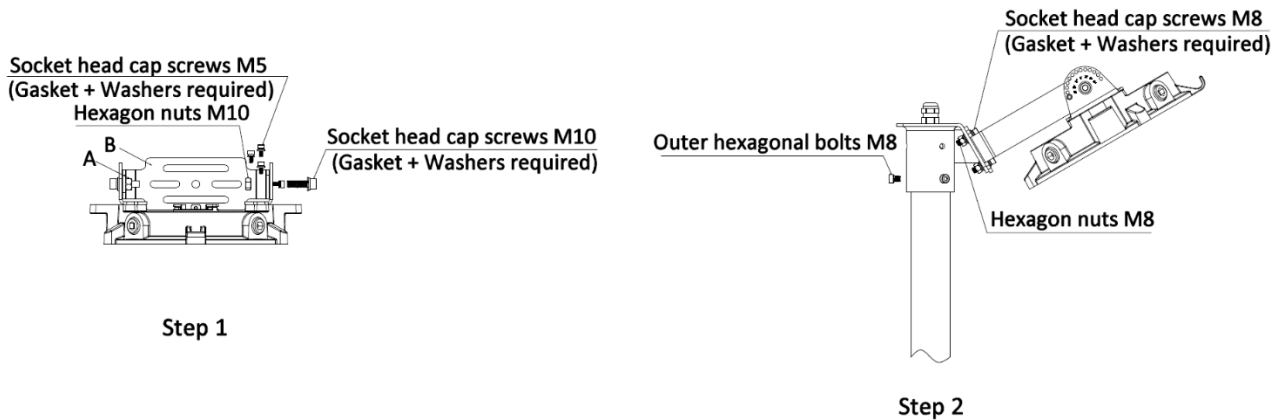 Socket head cap screws M5
(Gasket + Washers required)
Hexagon nuts M10
B
A
Socket head cap screws M10
(Gasket + Washers required)
Step 1
Socket head cap screws M8
(Gasket + Washers required)
Outer hexagonal bolts M8
Hexagon nuts M8
Step 2